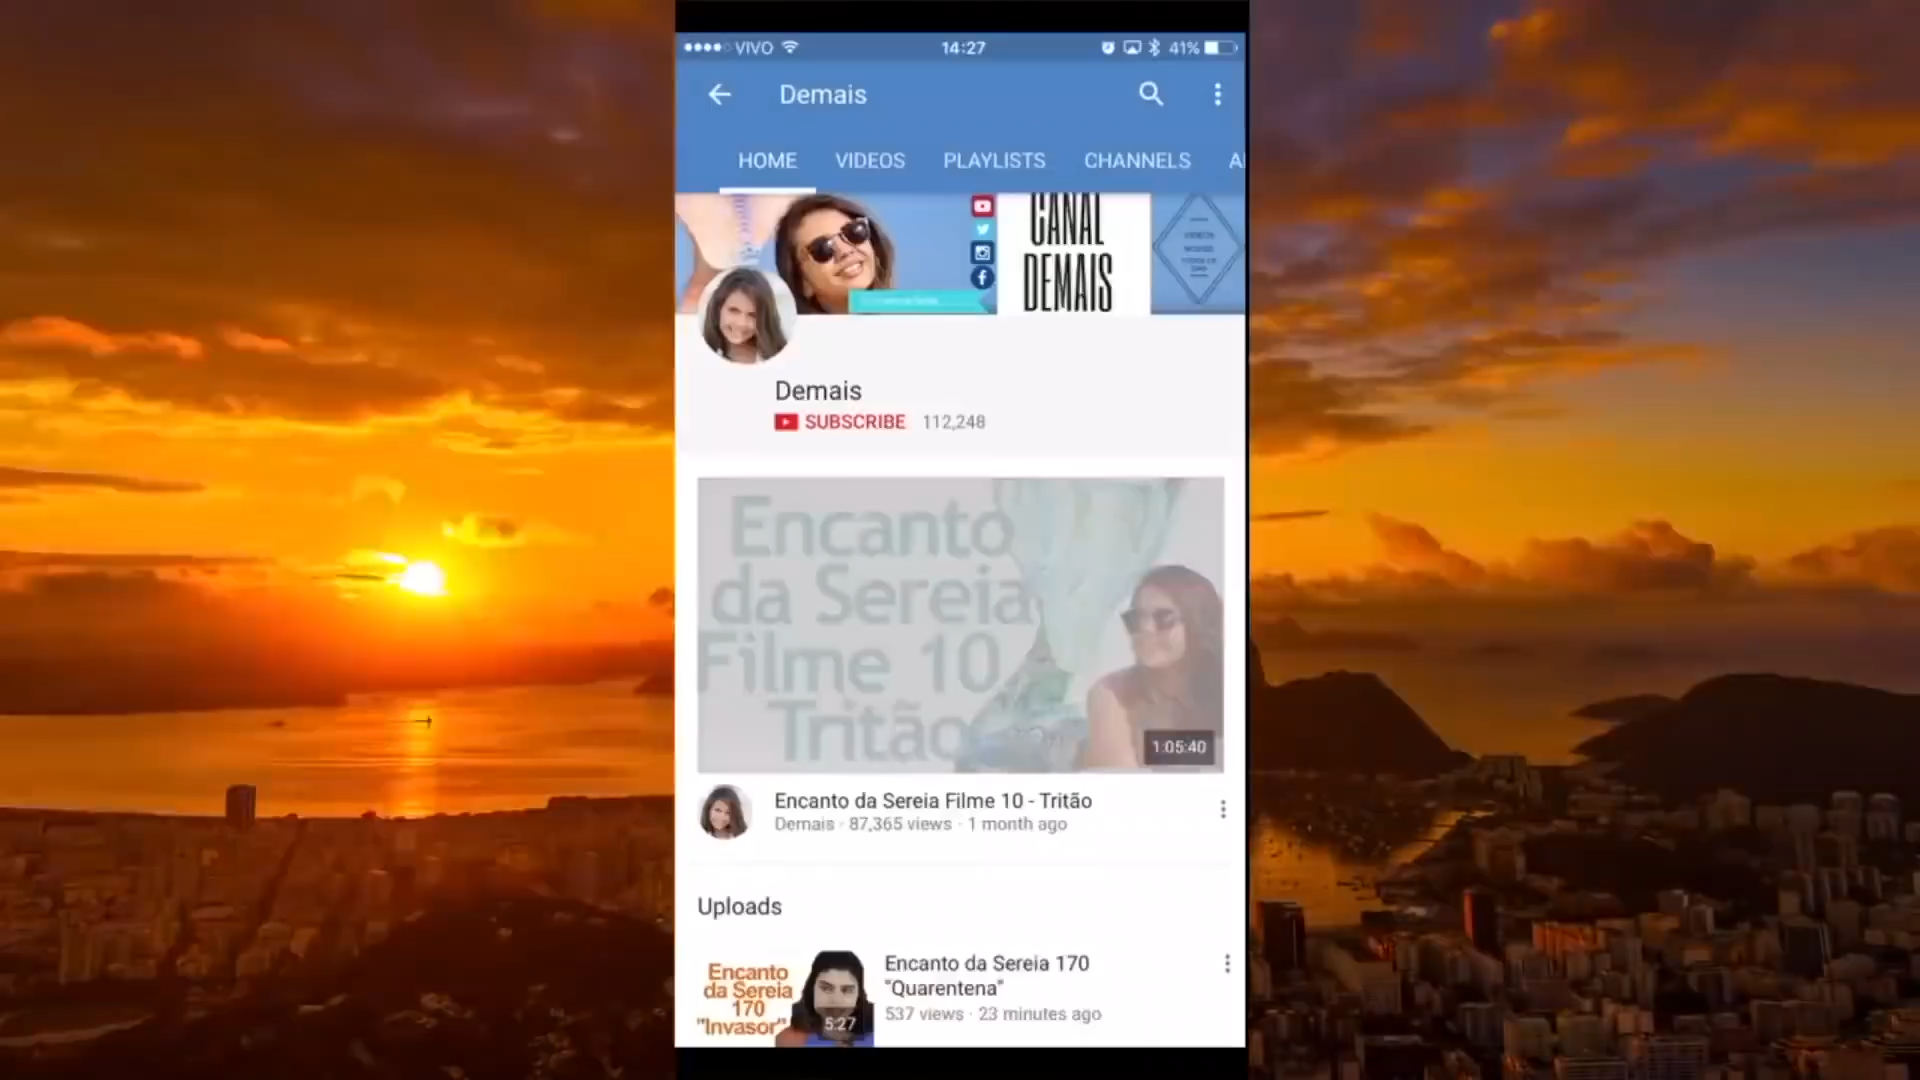 VIVO 14:27 41%
Demais
HOME VIDEOS PLAYLISTS CHANNELS A
CANAL
DEMAIS
Demais
SUBSCRIBE 112,248
Encanto
da Sereia
Filme 10
Tritão
1:05:40
Encanto da Sereia Filme 10 - Tritão
Demais · 87,365 views · 1 month ago
Uploads
Encanto
da Sereia
170
"Invasor"
5:27
Encanto da Sereia 170
"Quarentena"
537 views · 23 minutes ago